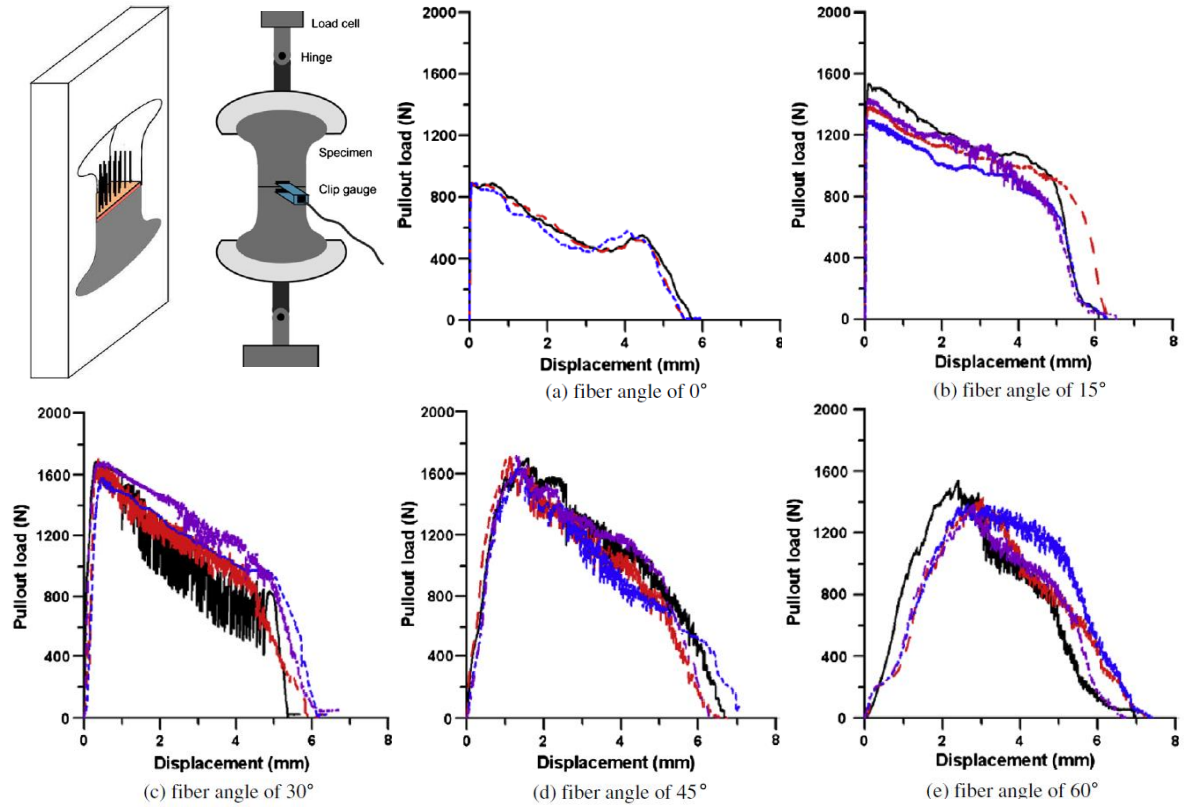 Load cell
Hinge
Specimen
Clip gauge
2000
1600
1200
800
400
0
Pullout load (N)
0 2 4 6 8
Displacement (mm)
(a) fiber angle of 0°
2000
1600
1200
800
400
0
Pullout load (N)
0 2 4 6 8
Displacement (mm)
(b) fiber angle of 15°
2000
1600
1200
800
400
0
Pullout load (N)
0 2 4 6 8
Displacement (mm)
(c) fiber angle of 30°
2000
1600
1200
800
400
0
Pullout load (N)
0 2 4 6 8
Displacement (mm)
(d) fiber angle of 45°
2000
1600
1200
800
400
0
Pullout load (N)
0 2 4 6 8
Displacement (mm)
(e) fiber angle of 60°